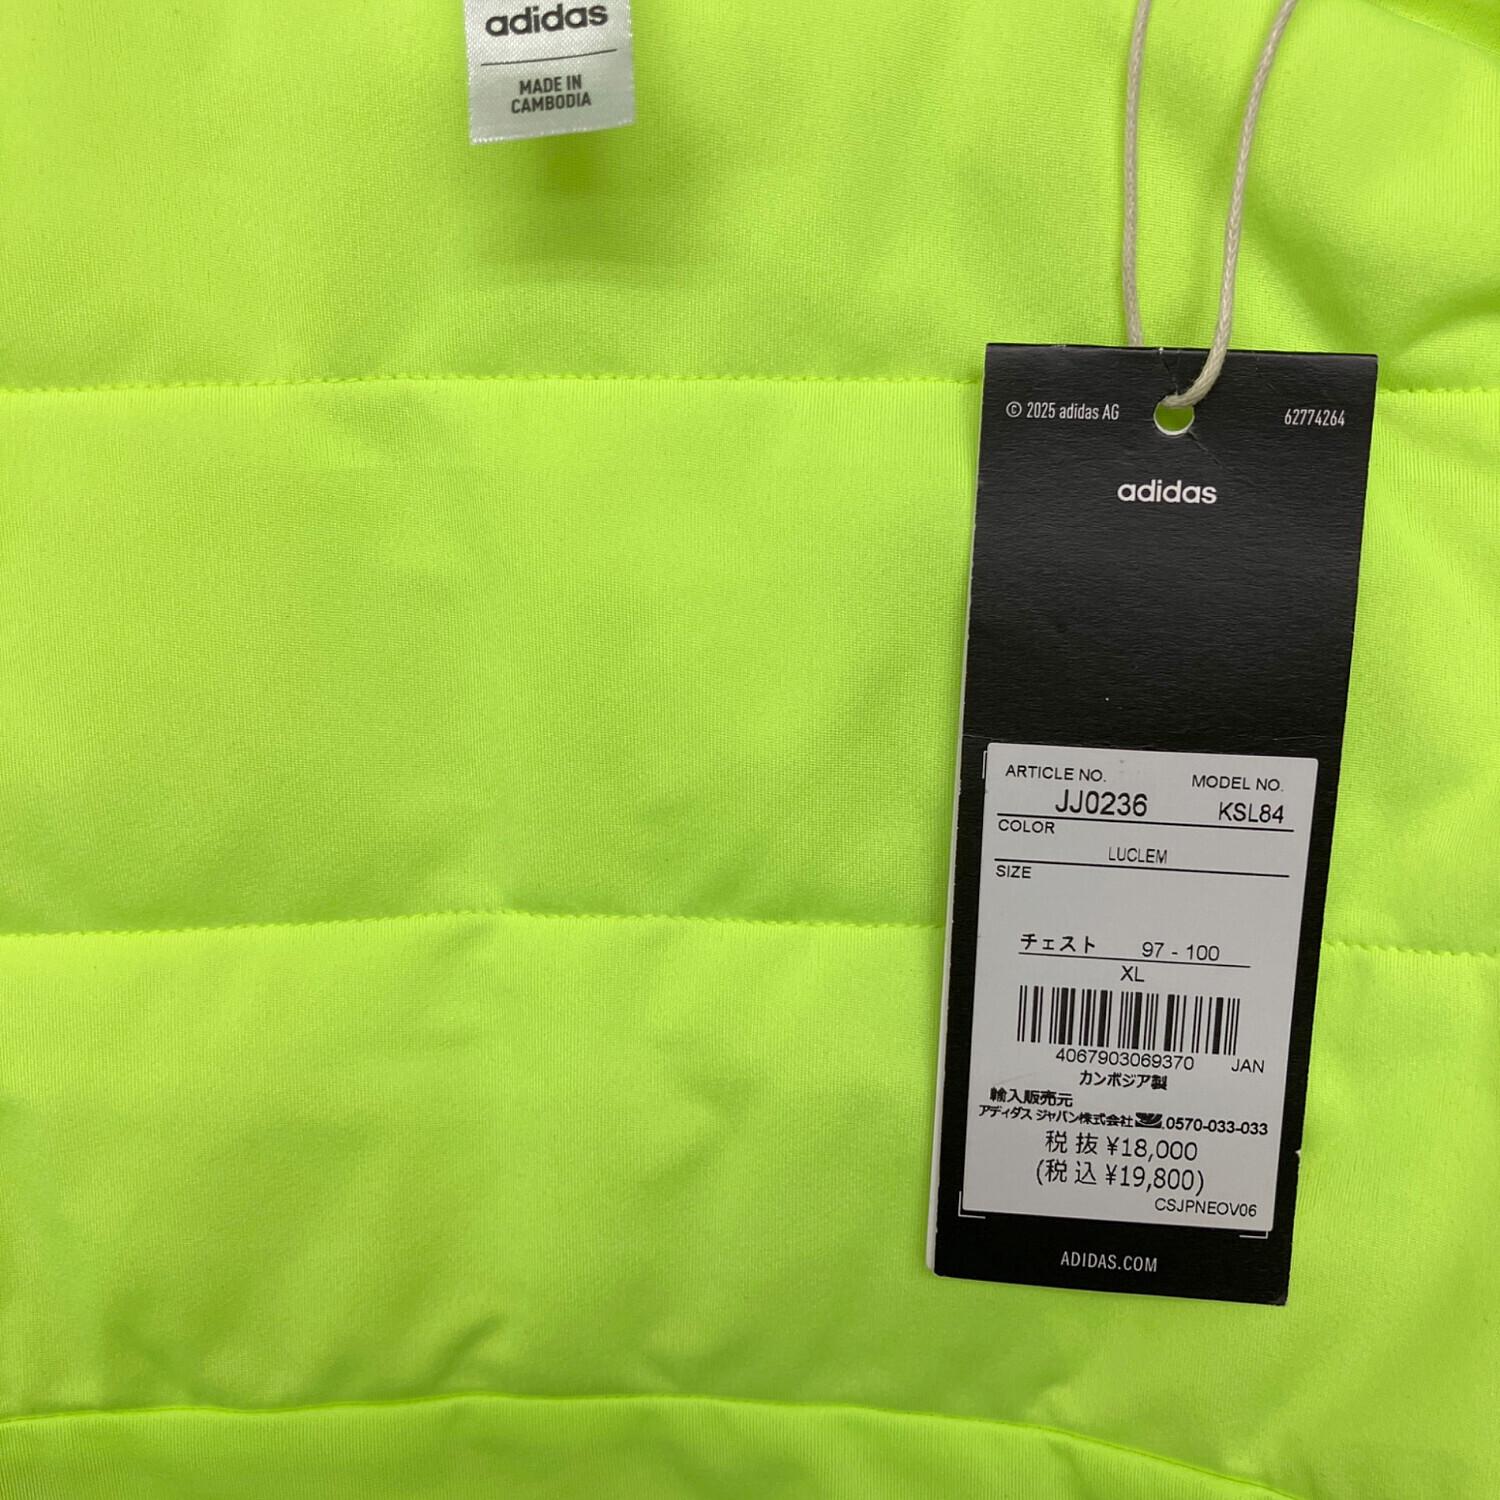 adidas
MADE IN
CAMBODIA
© 2025 adidas AG
62774264
adidas
ARTICLE NO.
MODEL NO.
JJ0236
KSL84
COLOR
LUCLEM
SIZE
チェスト 97 - 100
XL
4067903069370 JAN
カンボジア製
輸入販売元
アディダス ジャパン株式会社 0570-033-033
税抜 ¥18,000
(税込 ¥19,800)
CSJPNEOV06
ADIDAS.COM